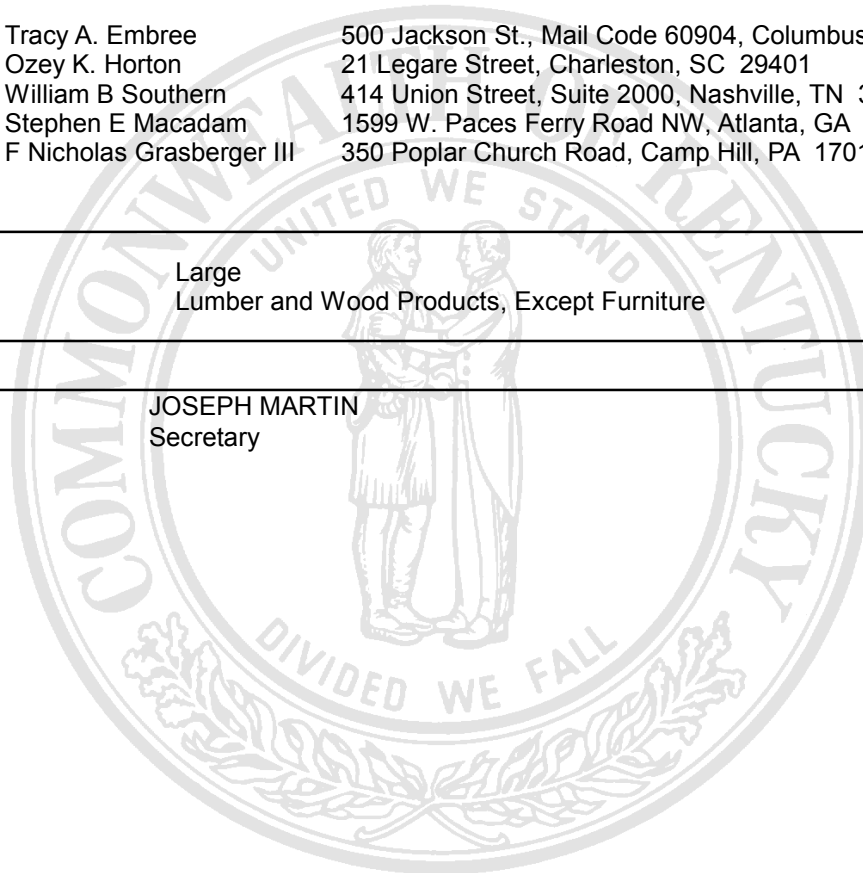 Tracy A. Embree 500 Jackson St., Mail Code 60904, Columbus
Ozey K. Horton 21 Legare Street, Charleston, SC 29401
William B Southern 414 Union Street, Suite 2000, Nashville, TN
Stephen E Macadam 1599 W. Paces Ferry Road NW, Atlanta, GA
F Nicholas Grasberger III 350 Poplar Church Road, Camp Hill, PA 1701
Large
Lumber and Wood Products, Except Furniture
JOSEPH MARTIN
Secretary
COMMONWEALTH OF KENTUCKY
UNITED WE STAND
DIVIDED WE FALL